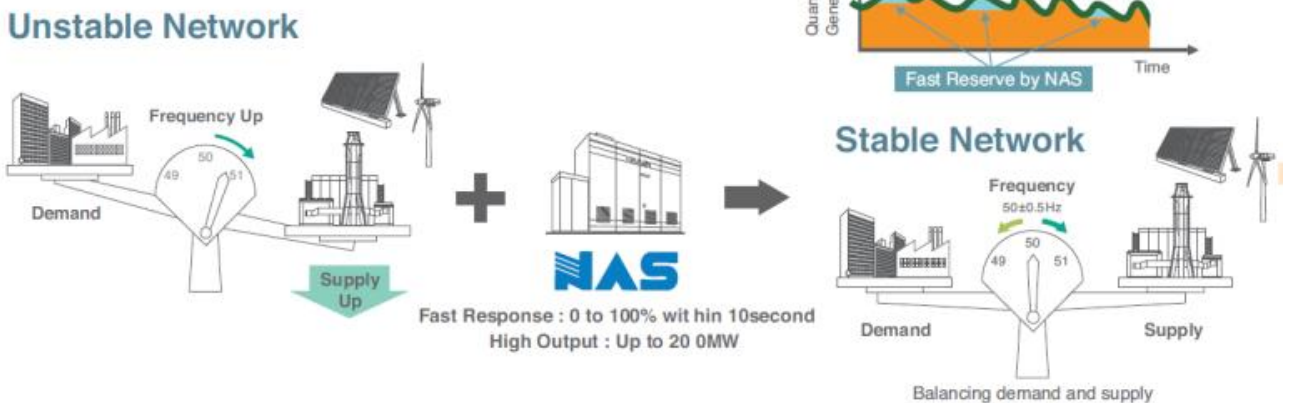 Quan
Gene
Time
Fast Reserve by NAS
Unstable Network
Frequency Up
49
50
51
Demand
Supply
Up
NAS
Fast Response : 0 to 100% wit hin 10second
High Output : Up to 20 0MW
Stable Network
Frequency
50±0.5Hz
49
50
51
Demand
Supply
Balancing demand and supply